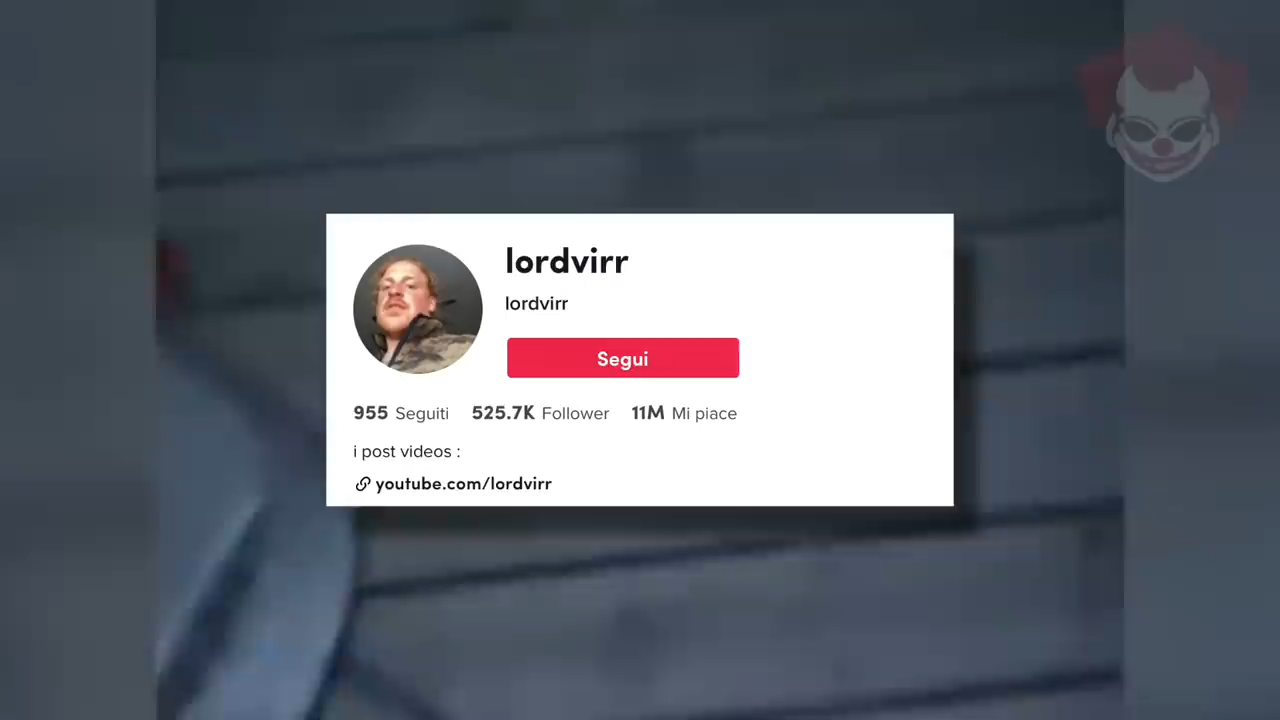 lordvirr
lordvirr
Segui
955 Seguiti 525.7K Follower 11M Mi piace
i post videos :
youtube.com/lordvirr